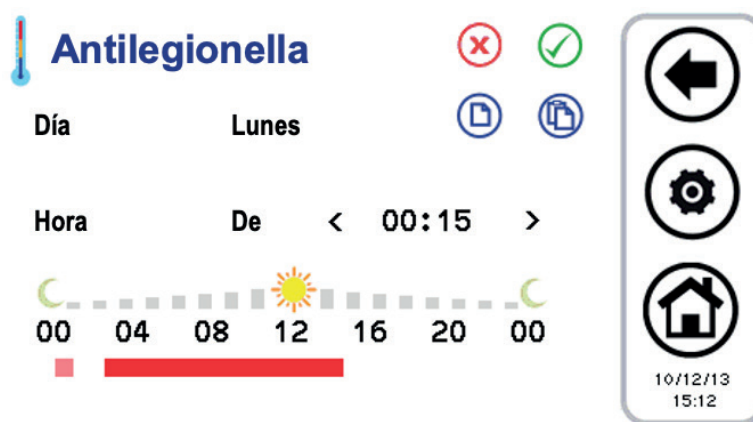 Antilegionella
Día Lunes
Hora De < 00:15 >
00 04 08 12 16 20 00
10/12/13
15:12